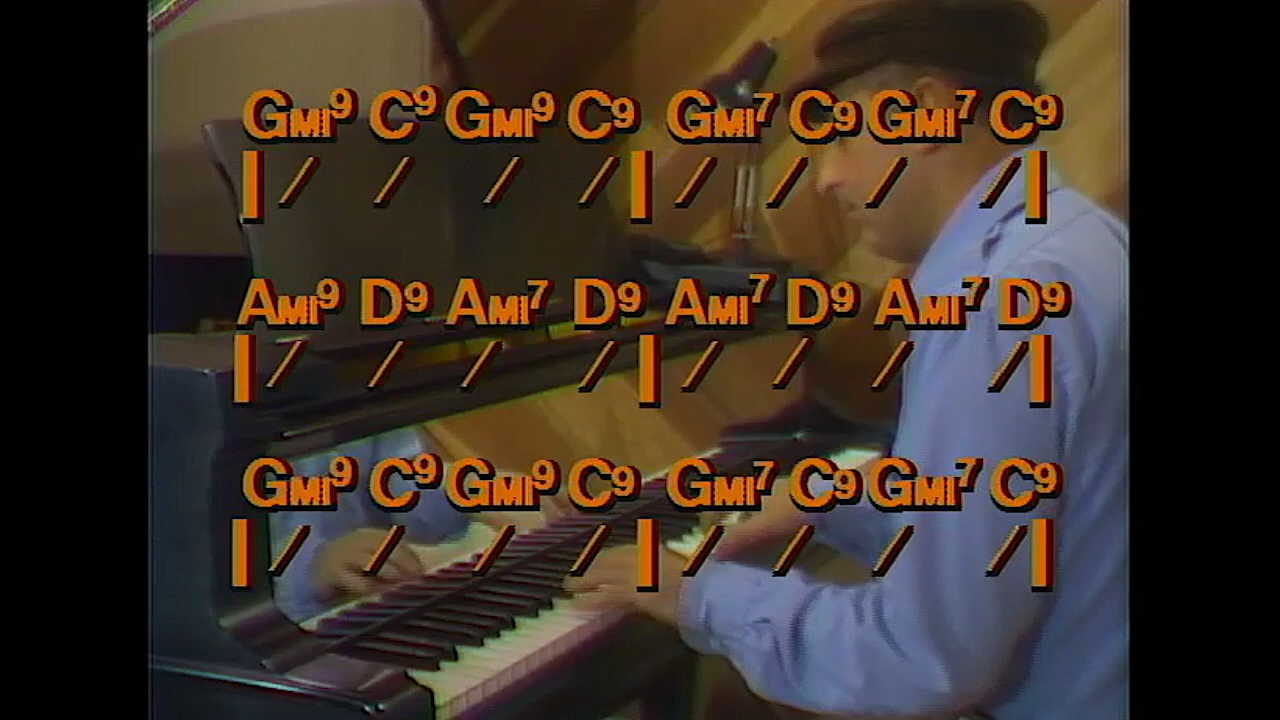 GMI9 C9 GMI9 C9 GMI7 C9 GMI7 C9
| / / / / | / / / / |
AMI9 D9 AMI7 D9 AMI7 D9 AMI7 D9
| / / / / | / / / / |
GMI9 C9 GMI9 C9 GMI7 C9 GMI7 C9
| / / / / | / / / / |